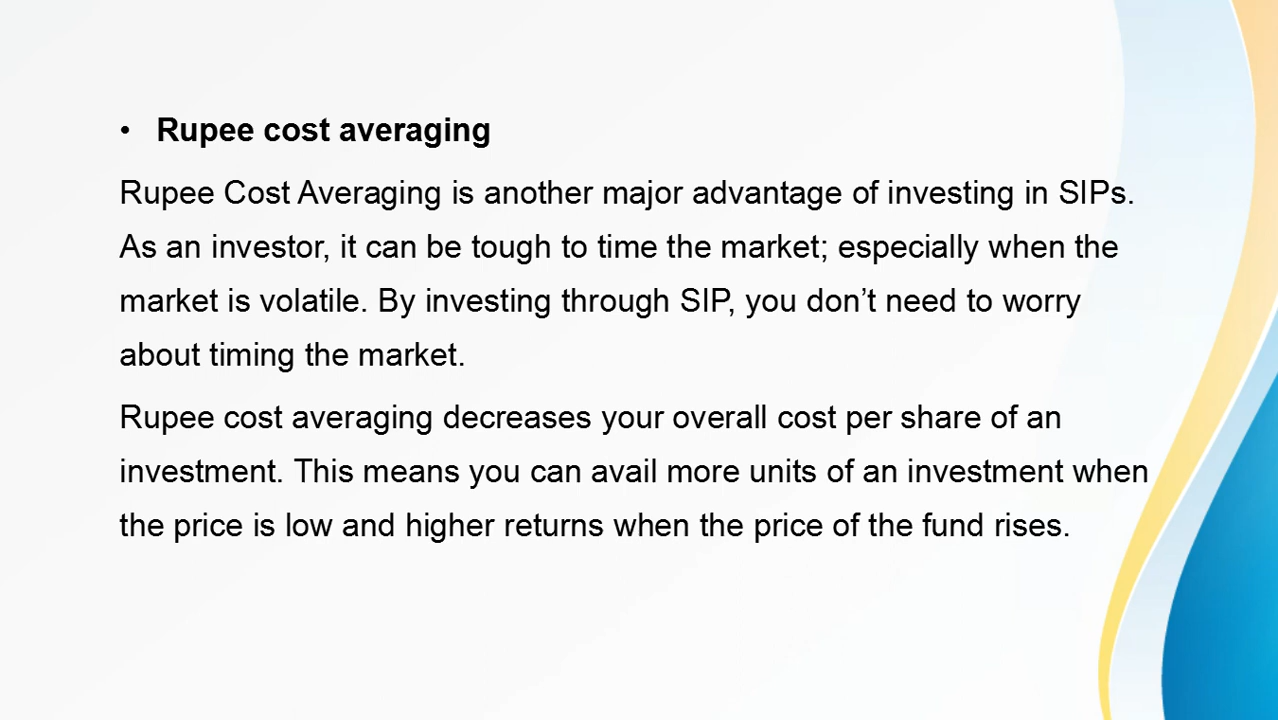 • Rupee cost averaging
Rupee Cost Averaging is another major advantage of investing in SIPs.
As an investor, it can be tough to time the market; especially when the
market is volatile. By investing through SIP, you don’t need to worry
about timing the market.
Rupee cost averaging decreases your overall cost per share of an
investment. This means you can avail more units of an investment when
the price is low and higher returns when the price of the fund rises.